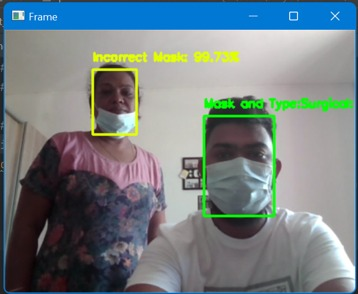 Frame
Incorrect Mask: 99.73%
Mask and Type:Surgical